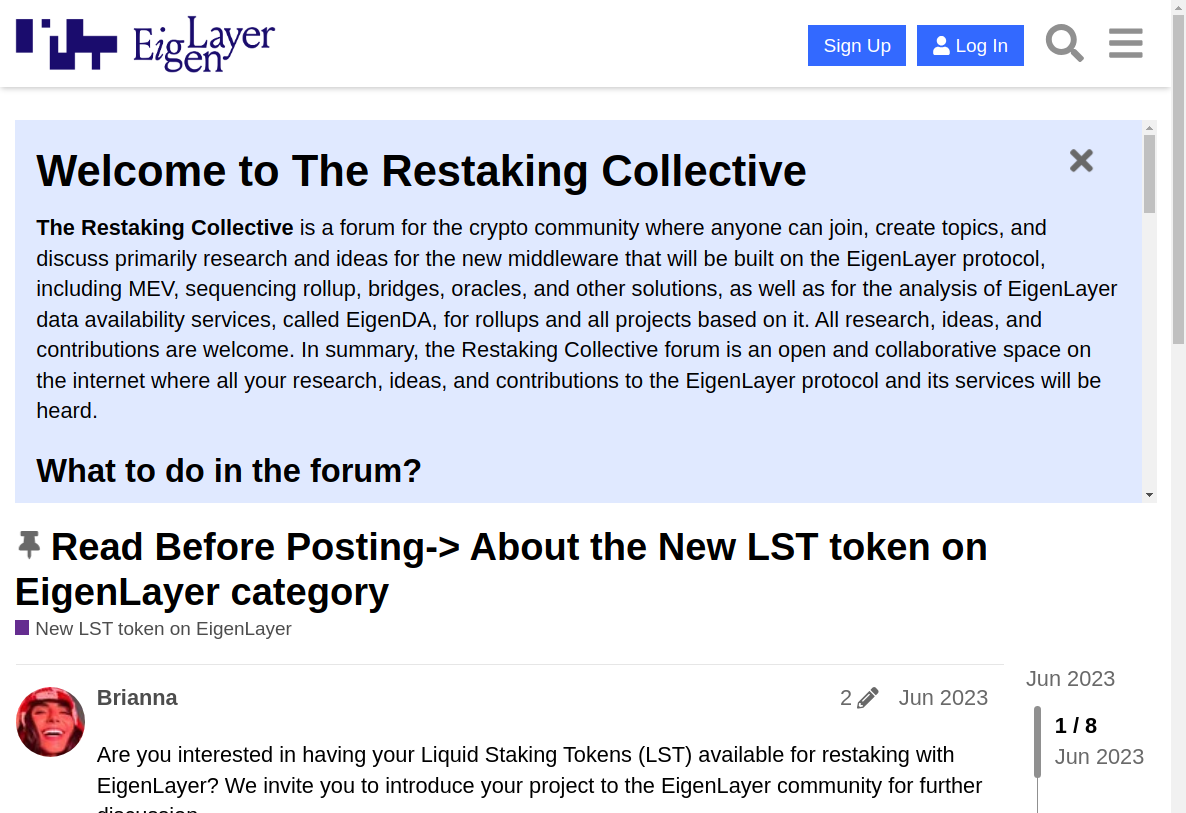 EigenLayer
Sign Up
Log In
Welcome to The Restaking Collective
The Restaking Collective is a forum for the crypto community where anyone can join, create topics, and
discuss primarily research and ideas for the new middleware that will be built on the EigenLayer protocol,
including MEV, sequencing rollup, bridges, oracles, and other solutions, as well as for the analysis of EigenLayer
data availability services, called EigenDA, for rollups and all projects based on it. All research, ideas, and
contributions are welcome. In summary, the Restaking Collective forum is an open and collaborative space on
the internet where all your research, ideas, and contributions to the EigenLayer protocol and its services will be
heard.
What to do in the forum?
Read Before Posting-> About the New LST token on
EigenLayer category
New LST token on EigenLayer
Jun 2023
Brianna
2
Jun 2023
1 / 8
Jun 2023
Are you interested in having your Liquid Staking Tokens (LST) available for restaking with
EigenLayer? We invite you to introduce your project to the EigenLayer community for further
discussion.